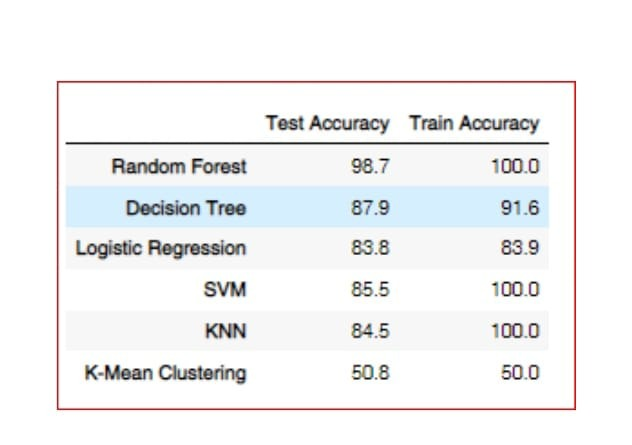 Test Accuracy Train Accuracy
Random Forest 98.7 100.0
Decision Tree 87.9 91.6
Logistic Regression 83.8 83.9
SVM 85.5 100.0
KNN 84.5 100.0
K-Mean Clustering 50.8 50.0